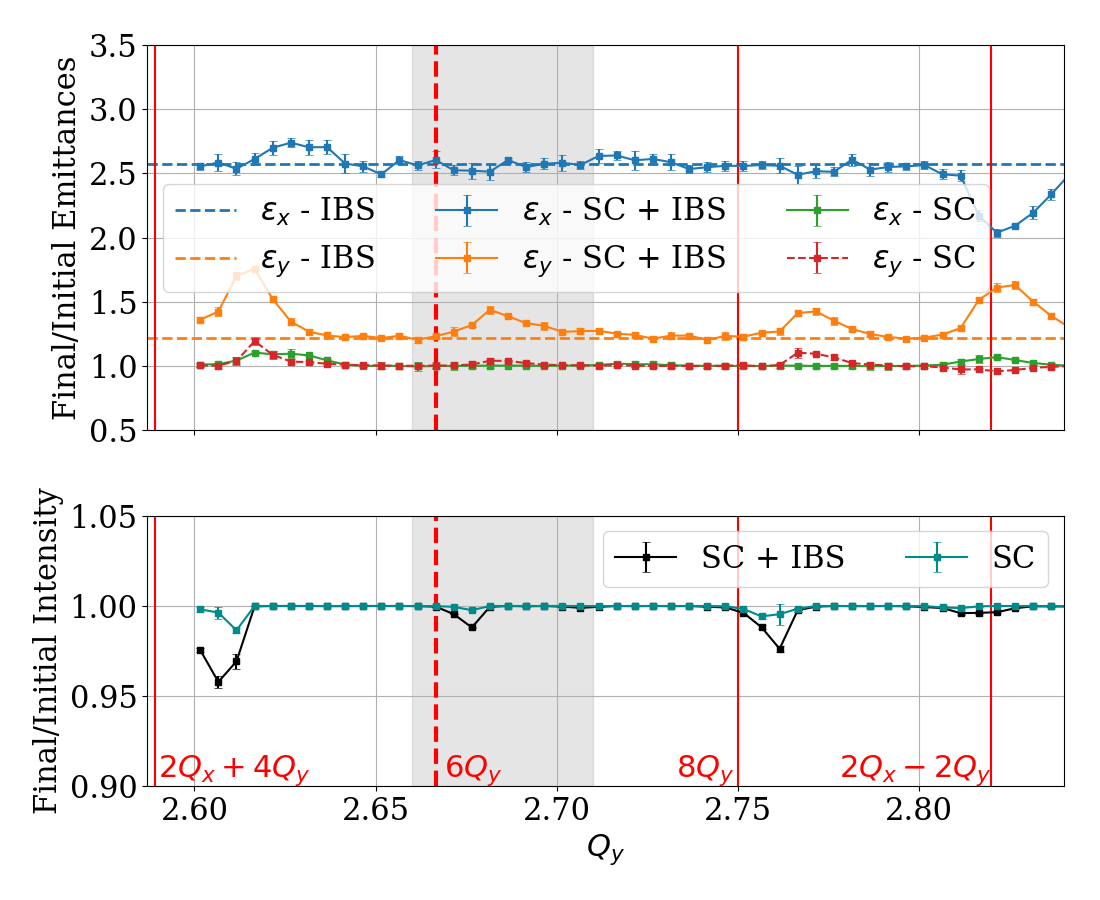 Final/Initial Emittances
3.5
3.0
2.5
2.0
1.5
1.0
0.5
εx - IBS
εy - IBS
εx - SC + IBS
εy - SC + IBS
εx - SC
εy - SC
Final/Initial Intensity
1.05
1.00
0.95
0.90
SC + IBS
SC
2Qx + 4Qy
6Qy
8Qy
2Qx − 2Qy
2.60
2.65
2.70
2.75
2.80
Qy